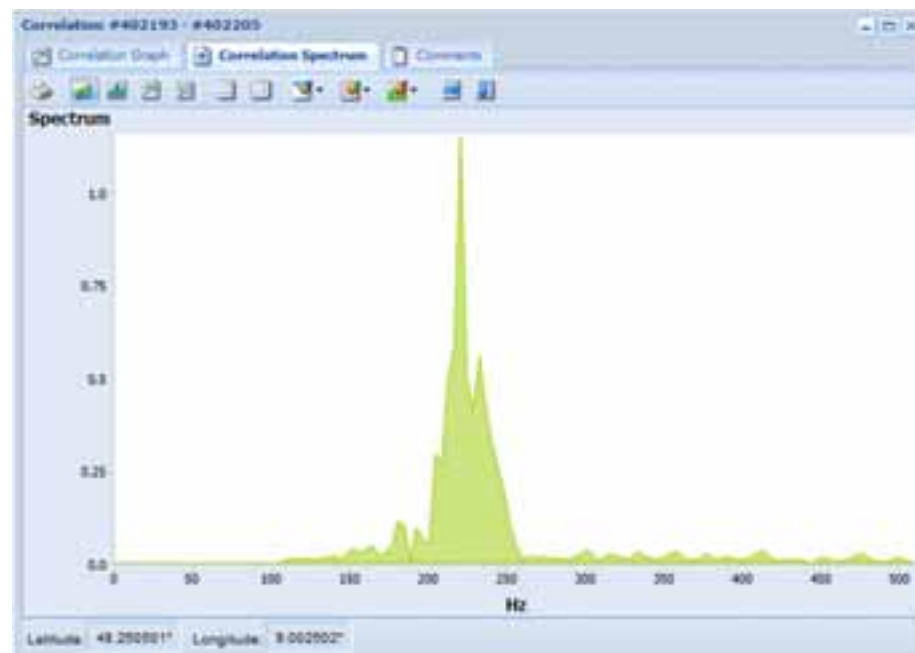 Correlation #402193 - #402205
Correlation Graph Correlation Spectrum Comments
Spectrum
1.0
0.75
0.5
0.25
0.0
0 50 100 150 200 250 300 350 400 450 500
Hz
Latitude: Longitude: